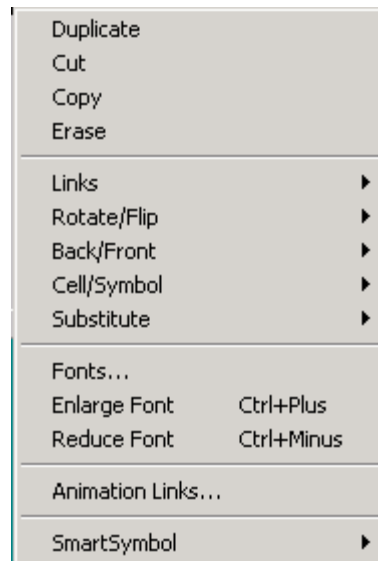 Duplicate
Cut
Copy
Erase
Links
Rotate/Flip
Back/Front
Cell/Symbol
Substitute
Fonts...
Enlarge Font Ctrl+Plus
Reduce Font Ctrl+Minus
Animation Links...
SmartSymbol